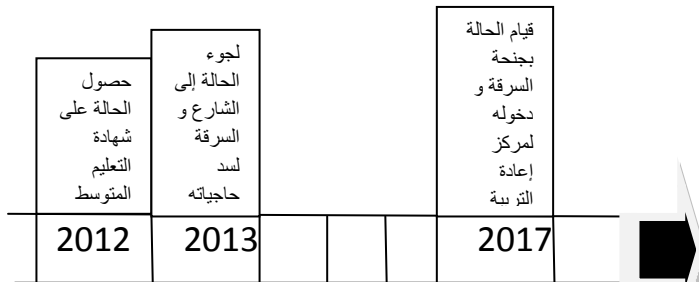 حصول
الحالة على
شهادة
التعليم
المتوسط
لجوء
الحالة إلى
الشارع و
السرقة
لسد
حاجياته
قيام الحالة
بجنحة
السرقة و
دخوله
لمركز
إعادة
التربية
2012
2013
2017